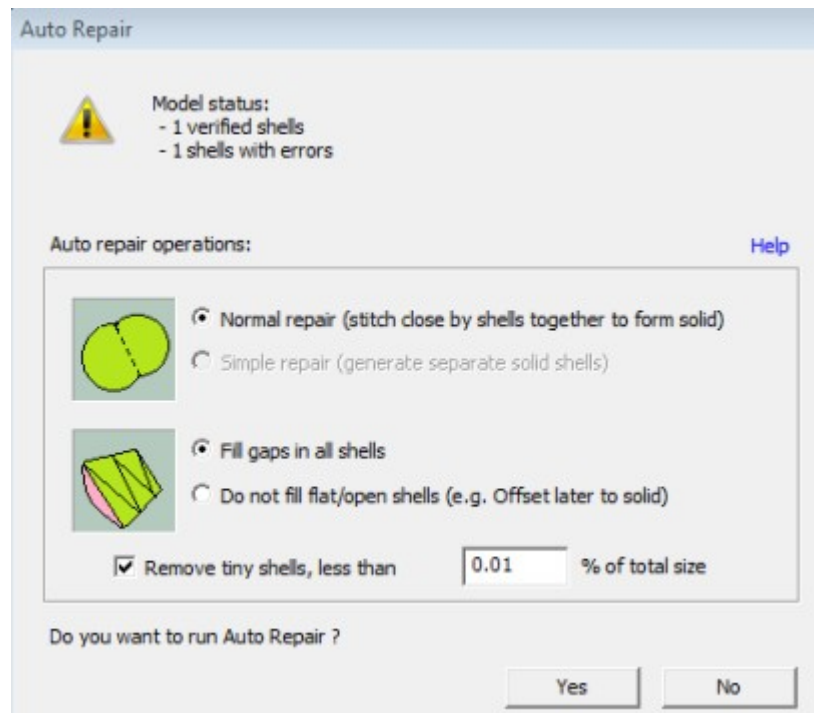 Auto Repair
Model status:
- 1 verified shells
- 1 shells with errors
Auto repair operations:
Help
Normal repair (stitch close by shells together to form solid)
Simple repair (generate separate solid shells)
Fill gaps in all shells
Do not fill flat/open shells (e.g. Offset later to solid)
Remove tiny shells, less than 0.01 % of total size
Do you want to run Auto Repair ?
Yes No